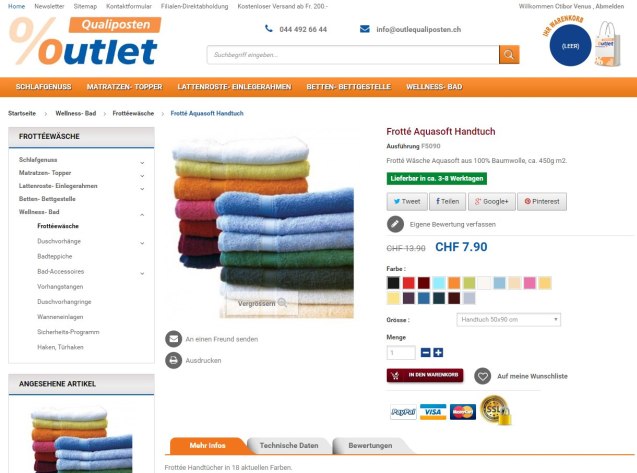 Home Newsletter Sitemap Kontaktformular Filialen-Direktabholung Kostenloser Versand ab Fr. 200.- Willkommen Ctibor Venus , Abmelden
Qualiposten
%Outlet
044 492 66 44 info@outlequaliposten.ch
Suchbegriff eingeben...
IHR WARENKORB
(LEER)
SCHLAFGENUSS MATRATZEN- TOPPER LATTENROSTE- EINLEGERAHMEN BETTEN- BETTGESTELLE WELLNESS- BAD
Startseite > Wellness- Bad > Frottéewäsche > Frotté Aquasoft Handtuch
FROTTÉEWÄSCHE
Schlafgenuss
Matratzen- Topper
Lattenroste- Einlegerahmen
Betten- Bettgestelle
Wellness- Bad
Frottéewäsche
Duschvorhänge
Badteppiche
Bad-Accessoires
Vorhangstangen
Duschvorhangringe
Wanneneinlagen
Sicherheits-Programm
Haken, Türhaken
ANGESEHENE ARTIKEL
Vergrössern
An einen Freund senden
Ausdrucken
Frotté Aquasoft Handtuch
Ausführung F5090
Frotté Wäsche Aquasoft aus 100% Baumwolle, ca. 450g m2.
Lieferbar in ca. 3-8 Werktagen
Tweet Teilen Google+ Pinterest
Eigene Bewertung verfassen
CHF 13.90 CHF 7.90
Farbe :
Grösse : Handtuch 50x90 cm
Menge
1
IN DEN WARENKORB Auf meine Wunschliste
PayPal VISA MasterCard SSL
Mehr Infos Technische Daten Bewertungen
Frottée Handtücher in 18 aktuellen Farben.